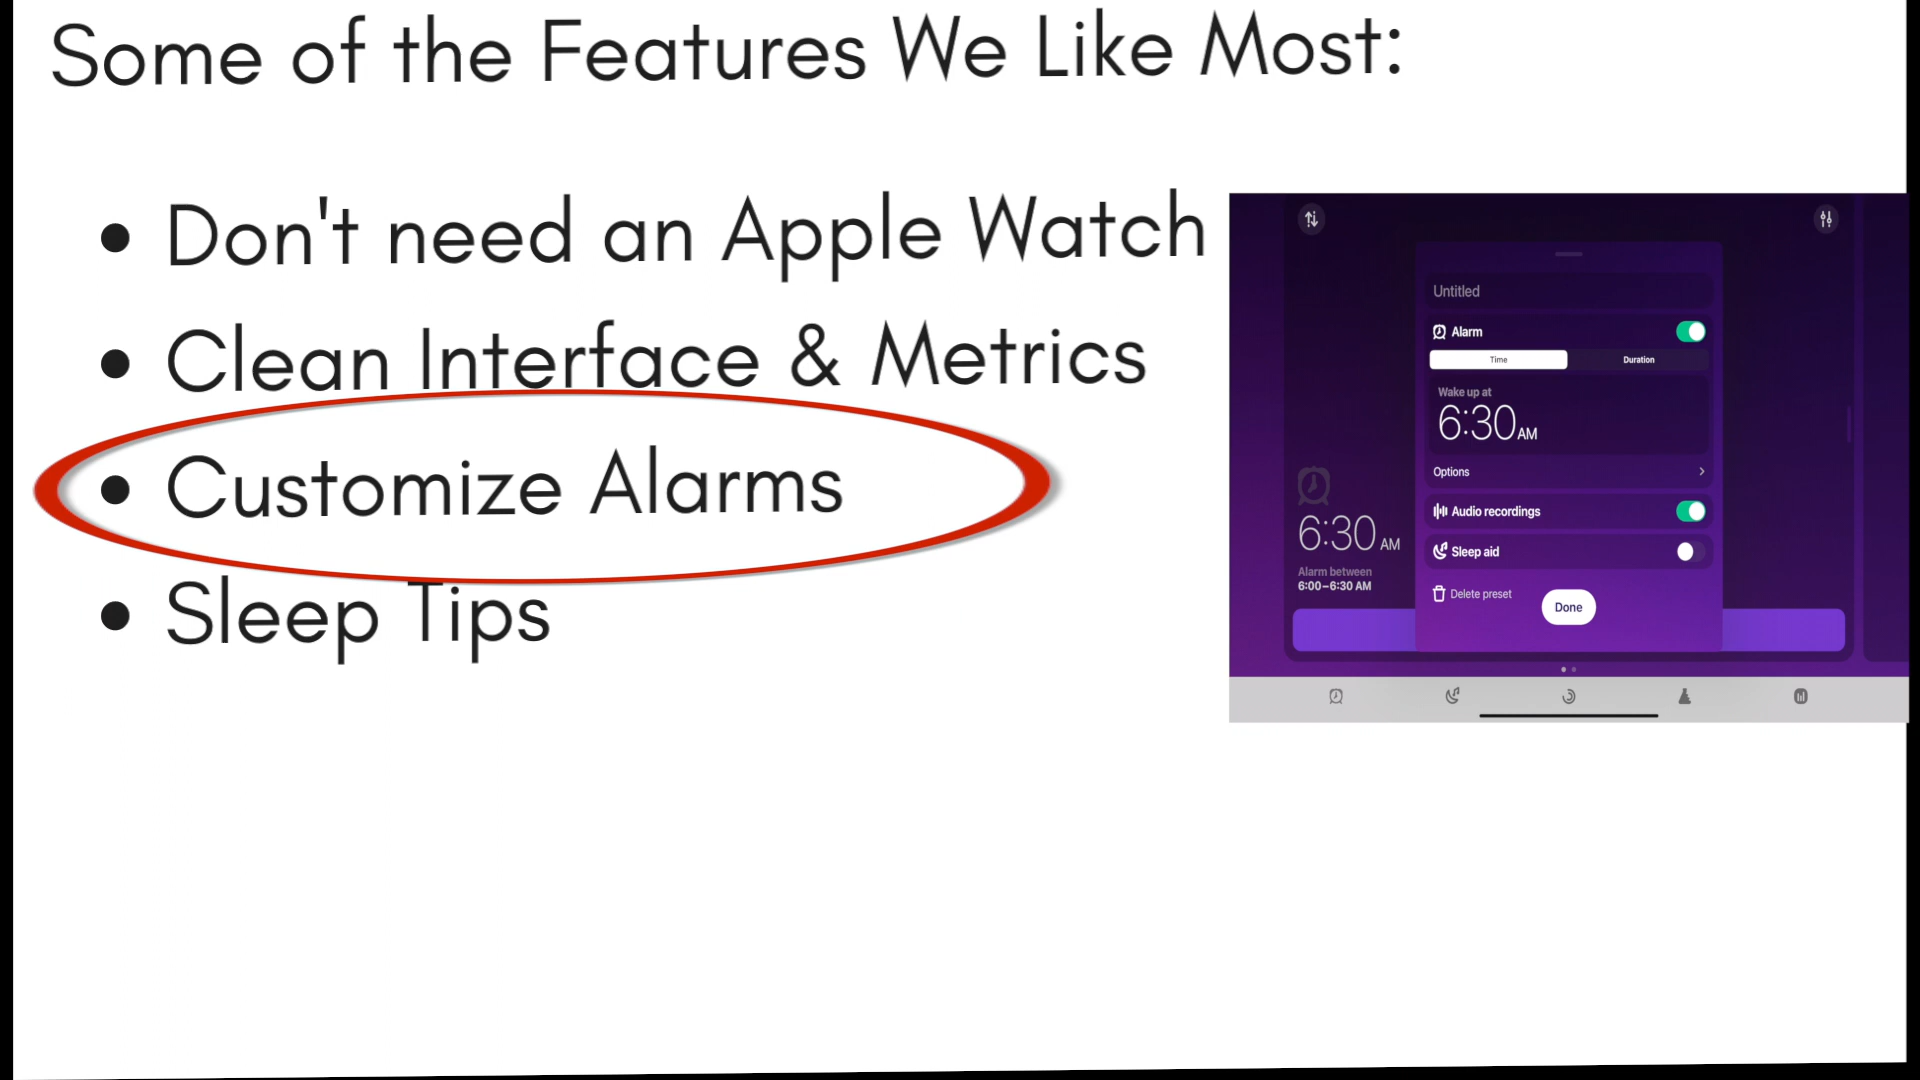 Some of the Features We Like Most:
Don't need an Apple Watch
Clean Interface & Metrics
Customize Alarms
Sleep Tips
Untitled
Alarm
Time Duration
Wake up at
6:30 AM
Options
Audio recordings
Sleep aid
Delete preset
Done
6:30 AM
Alarm between
6:00–6:30 AM